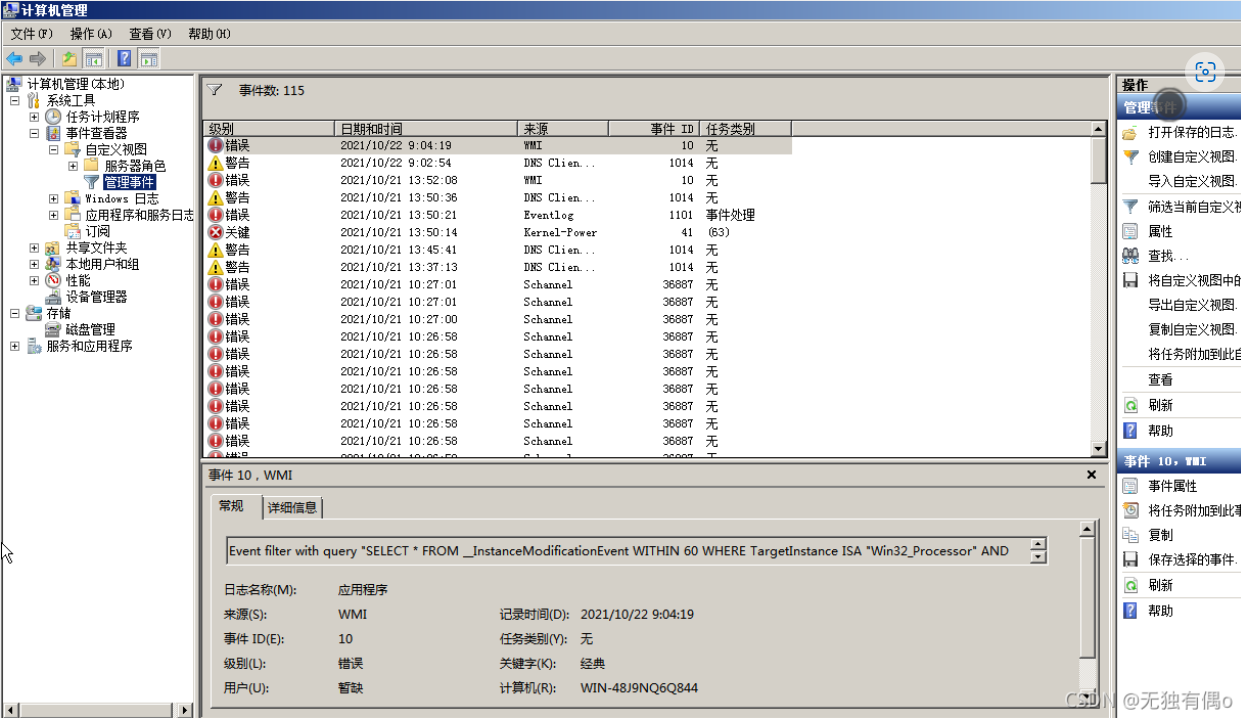 计算机管理
文件(F) 操作(A) 查看(V) 帮助(H)
计算机管理(本地)
系统工具
任务计划程序
事件查看器
自定义视图
服务器角色
管理事件
Windows 日志
应用程序和服务日志
订阅
共享文件夹
本地用户和组
性能
设备管理器
存储
磁盘管理
服务和应用程序
事件数: 115
级别 日期和时间 来源 事件 ID 任务类别
错误 2021/10/22 9:04:19 WMI 10 无
警告 2021/10/22 9:02:54 DNS Clien... 1014 无
错误 2021/10/21 13:52:08 WMI 10 无
警告 2021/10/21 13:50:36 DNS Clien... 1014 无
错误 2021/10/21 13:50:21 Eventlog 1101 事件处理
关键 2021/10/21 13:50:14 Kernel-Power 41 (63)
警告 2021/10/21 13:45:41 DNS Clien... 1014 无
警告 2021/10/21 13:37:13 DNS Clien... 1014 无
错误 2021/10/21 10:27:01 Schannel 36887 无
错误 2021/10/21 10:27:01 Schannel 36887 无
错误 2021/10/21 10:27:00 Schannel 36887 无
错误 2021/10/21 10:26:58 Schannel 36887 无
错误 2021/10/21 10:26:58 Schannel 36887 无
错误 2021/10/21 10:26:58 Schannel 36887 无
错误 2021/10/21 10:26:58 Schannel 36887 无
错误 2021/10/21 10:26:58 Schannel 36887 无
错误 2021/10/21 10:26:58 Schannel 36887 无
错误 2021/10/21 10:26:58 Schannel 36887 无
事件 10，WMI
常规 详细信息
Event filter with query "SELECT * FROM __InstanceModificationEvent WITHIN 60 WHERE TargetInstance ISA "Win32_Processor" AND
日志名称(M): 应用程序
来源(S): WMI 记录时间(D): 2021/10/22 9:04:19
事件 ID(E): 10 任务类别(Y): 无
级别(L): 错误 关键字(K): 经典
用户(U): 暂缺 计算机(R): WIN-48J9NQ6Q844
操作
管理事件
打开保存的日志.
创建自定义视图.
导入自定义视图.
筛选当前自定义视
属性
查找...
将自定义视图中的
导出自定义视图.
复制自定义视图.
将任务附加到此自
查看
刷新
帮助
事件 10，WMI
事件属性
将任务附加到此事
复制
保存选择的事件.
刷新
帮助
CSDN @无独有偶o